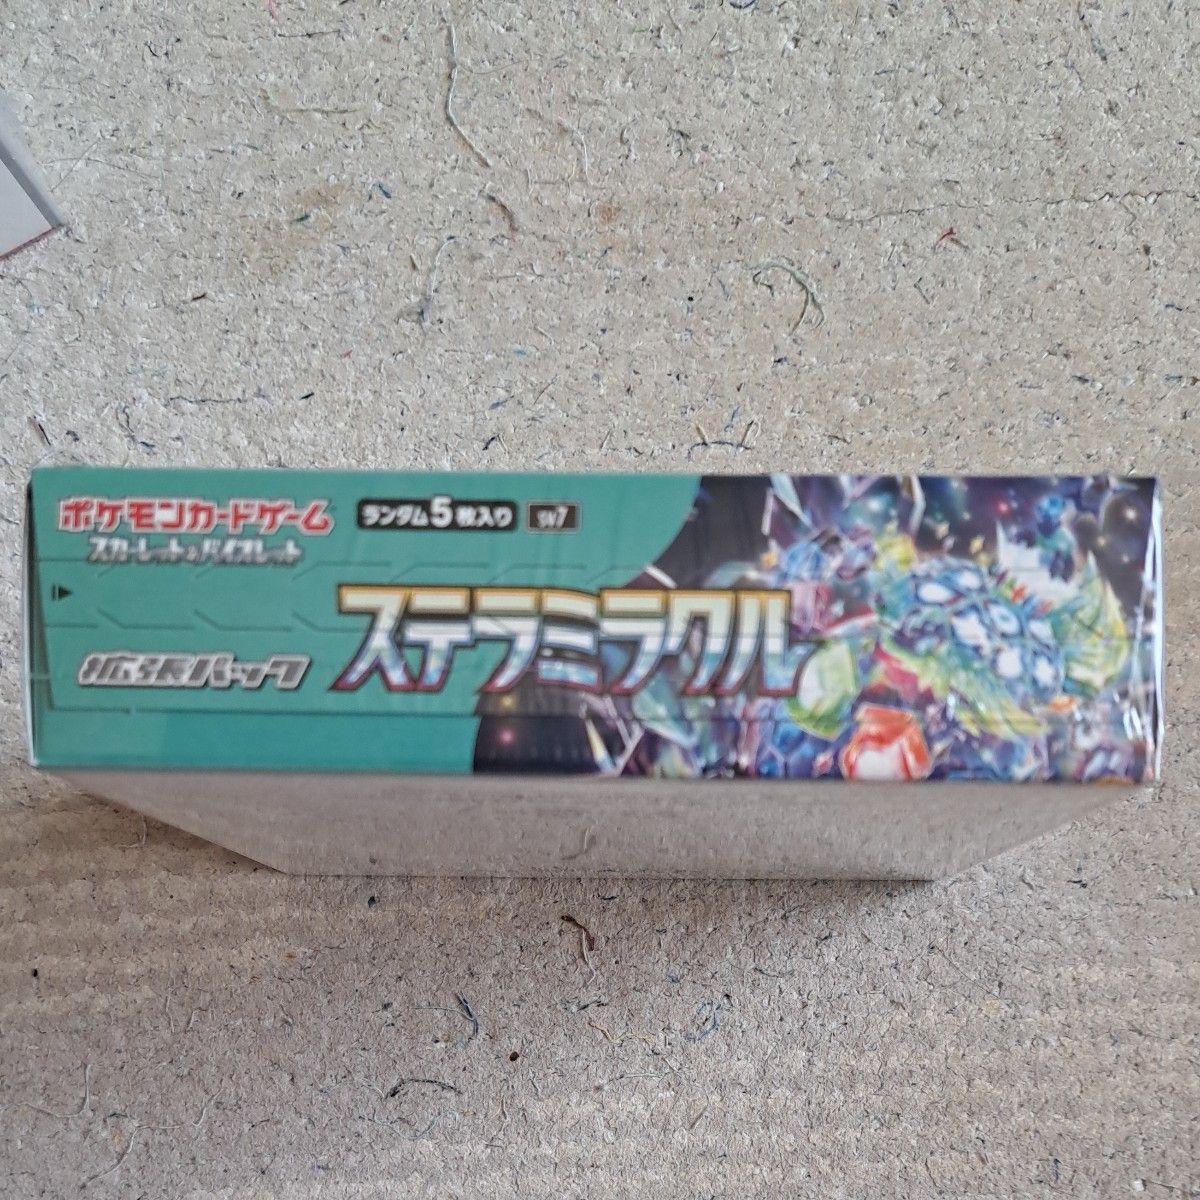 ポケモンカードゲーム ランダム5枚入り sv7
スカーレット&バイオレット
ステラミラクル
拡張パック